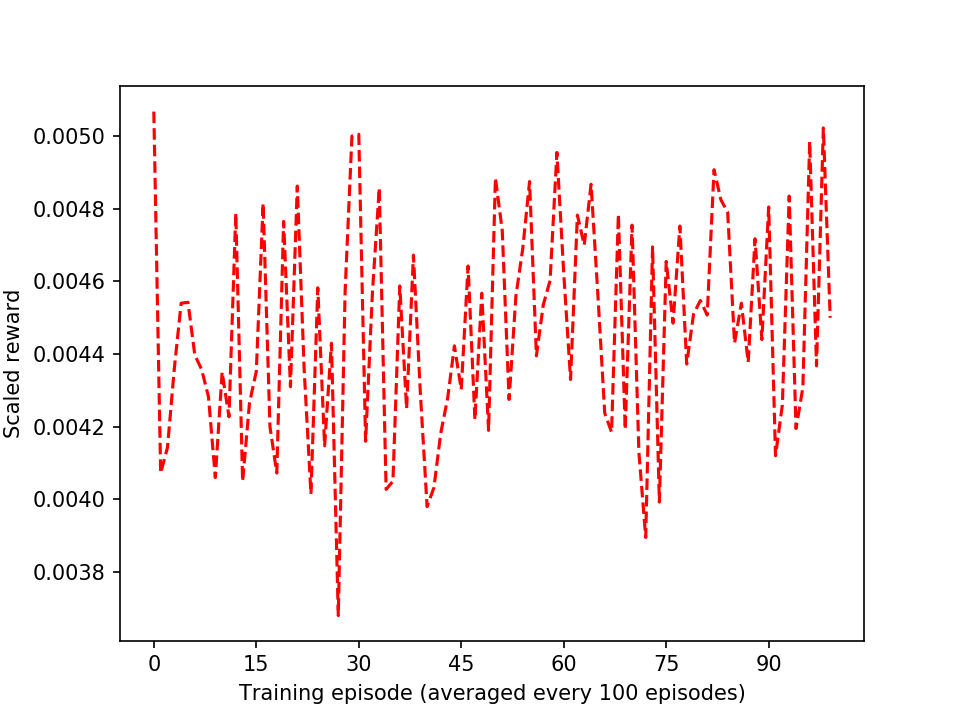 Scaled reward
0.0050
0.0048
0.0046
0.0044
0.0042
0.0040
0.0038
0 15 30 45 60 75 90
Training episode (averaged every 100 episodes)